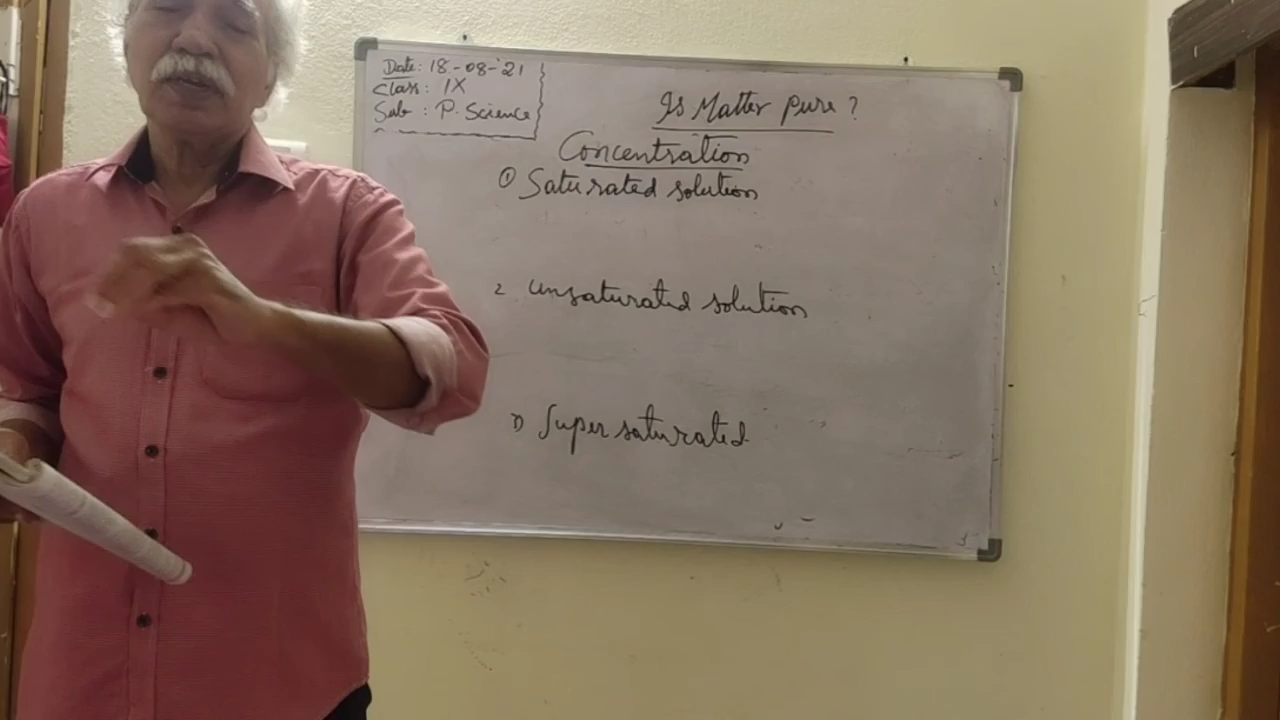 Date: 18-08-'21
Class: IX
Sub: P. Science
Is Matter pure?
Concentration
① Saturated solution
2 Unsaturated solution
3) Super saturated